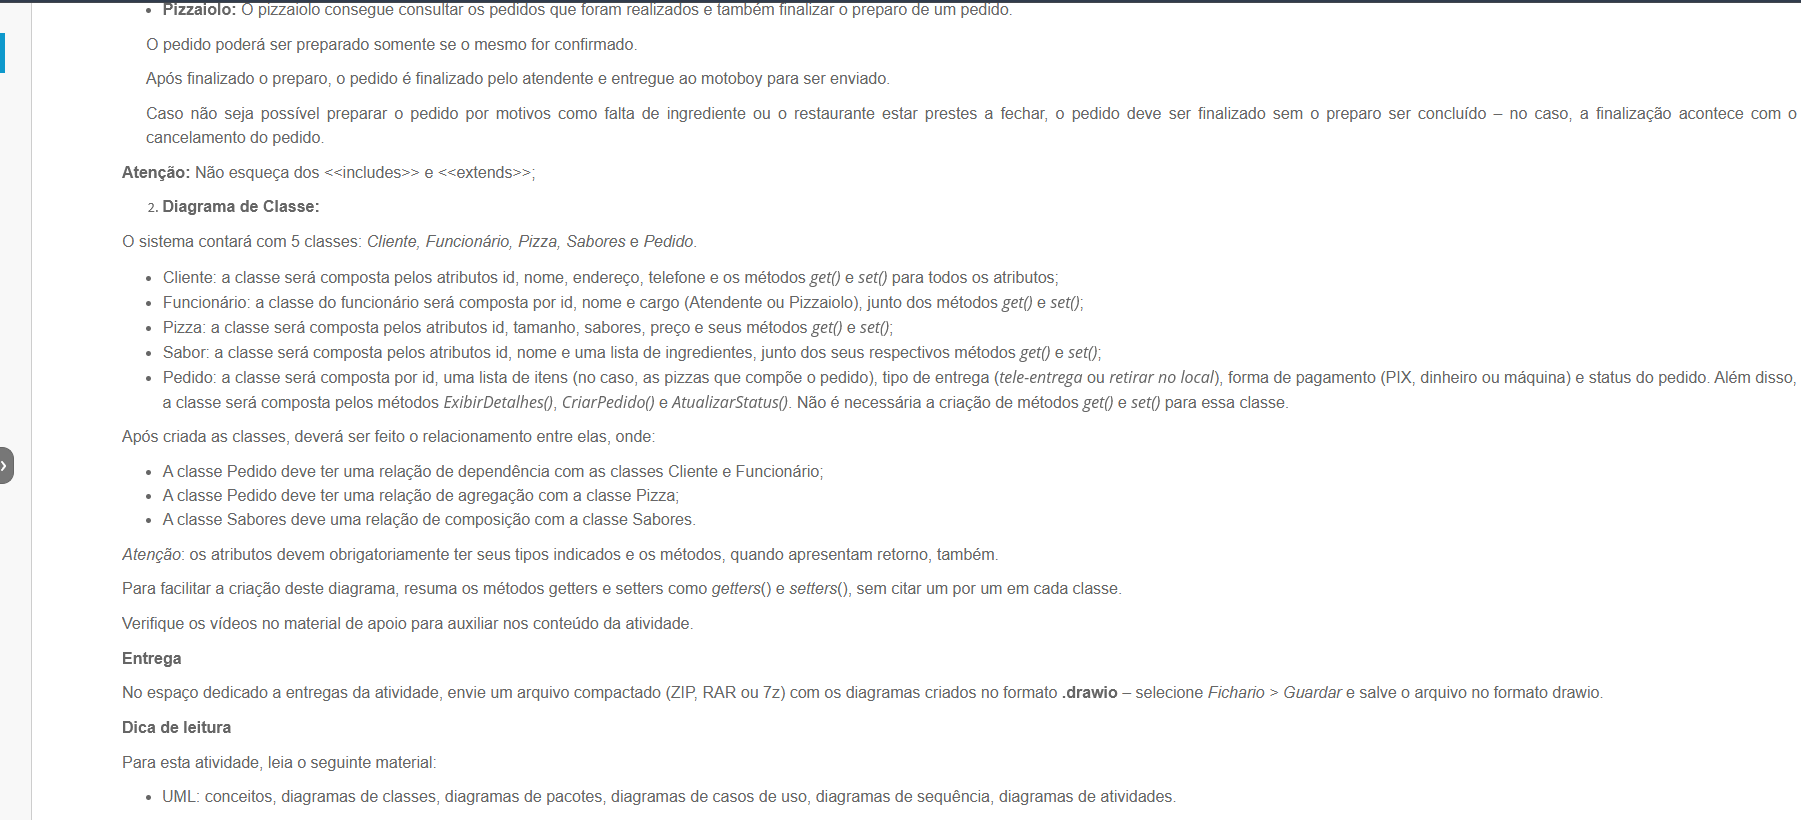 • Pizzaiolo: O pizzaiolo consegue consultar os pedidos que foram realizados e também finalizar o preparo de um pedido.
O pedido poderá ser preparado somente se o mesmo for confirmado.
Após finalizado o preparo, o pedido é finalizado pelo atendente e entregue ao motoboy para ser enviado.
Caso não seja possível preparar o pedido por motivos como falta de ingrediente ou o restaurante estar prestes a fechar, o pedido deve ser finalizado sem o preparo ser concluído – no caso, a finalização acontece com o
cancelamento do pedido.
Atenção: Não esqueça dos <<includes>> e <<extends>>;
2. Diagrama de Classe:
O sistema contará com 5 classes: Cliente, Funcionário, Pizza, Sabores e Pedido.
• Cliente: a classe será composta pelos atributos id, nome, endereço, telefone e os métodos get() e set() para todos os atributos;
• Funcionário: a classe do funcionário será composta por id, nome e cargo (Atendente ou Pizzaiolo), junto dos métodos get() e set();
• Pizza: a classe será composta pelos atributos id, tamanho, sabores, preço e seus métodos get() e set();
• Sabor: a classe será composta pelos atributos id, nome e uma lista de ingredientes, junto dos seus respectivos métodos get() e set();
• Pedido: a classe será composta por id, uma lista de itens (no caso, as pizzas que compõe o pedido), tipo de entrega (tele-entrega ou retirar no local), forma de pagamento (PIX, dinheiro ou máquina) e status do pedido. Além disso,
a classe será composta pelos métodos ExibirDetalhes(), CriarPedido() e AtualizarStatus(). Não é necessária a criação de métodos get() e set() para essa classe.
Após criada as classes, deverá ser feito o relacionamento entre elas, onde:
• A classe Pedido deve ter uma relação de dependência com as classes Cliente e Funcionário;
• A classe Pedido deve ter uma relação de agregação com a classe Pizza;
• A classe Sabores deve uma relação de composição com a classe Sabores.
Atenção: os atributos devem obrigatoriamente ter seus tipos indicados e os métodos, quando apresentam retorno, também.
Para facilitar a criação deste diagrama, resuma os métodos getters e setters como getters() e setters(), sem citar um por um em cada classe.
Verifique os vídeos no material de apoio para auxiliar nos conteúdo da atividade.
Entrega
No espaço dedicado a entregas da atividade, envie um arquivo compactado (ZIP, RAR ou 7z) com os diagramas criados no formato .drawio – selecione Fichario > Guardar e salve o arquivo no formato drawio.
Dica de leitura
Para esta atividade, leia o seguinte material:
• UML: conceitos, diagramas de classes, diagramas de pacotes, diagramas de casos de uso, diagramas de sequência, diagramas de atividades.